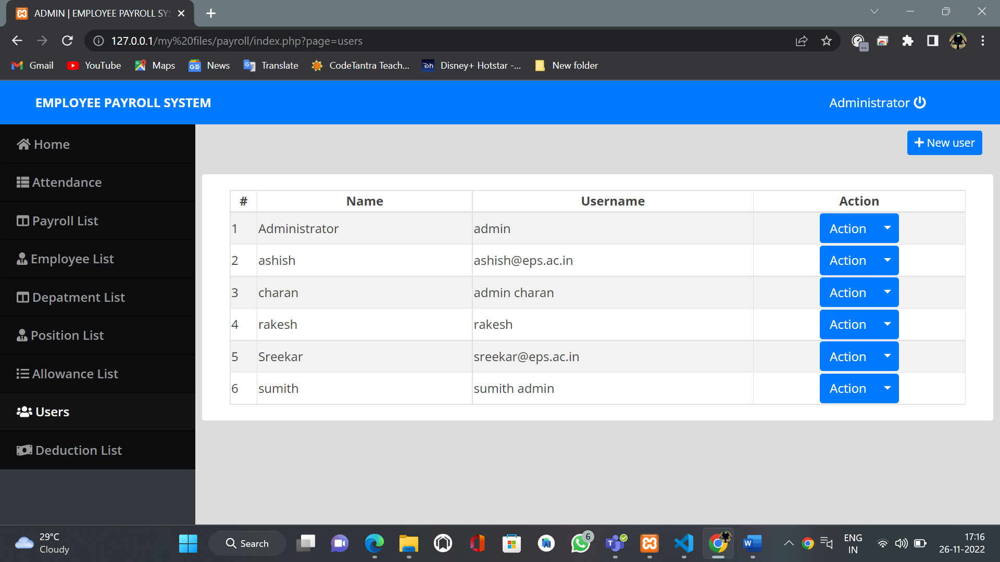 ADMIN | EMPLOYEE PAYROLL SYS
127.0.0.1/my%20files/payroll/index.php?page=users
Gmail YouTube Maps News Translate CodeTantra Teach... Disney+ Hotstar -... New folder
EMPLOYEE PAYROLL SYSTEM Administrator
Home
Attendance
Payroll List
Employee List
Depatment List
Position List
Allowance List
Users
Deduction List
New user
# Name Username Action
1 Administrator admin Action
2 ashish ashish@eps.ac.in Action
3 charan admin charan Action
4 rakesh rakesh Action
5 Sreekar sreekar@eps.ac.in Action
6 sumith sumith admin Action
29°C
Cloudy
Search
6
ENG
IN
17:16
26-11-2022